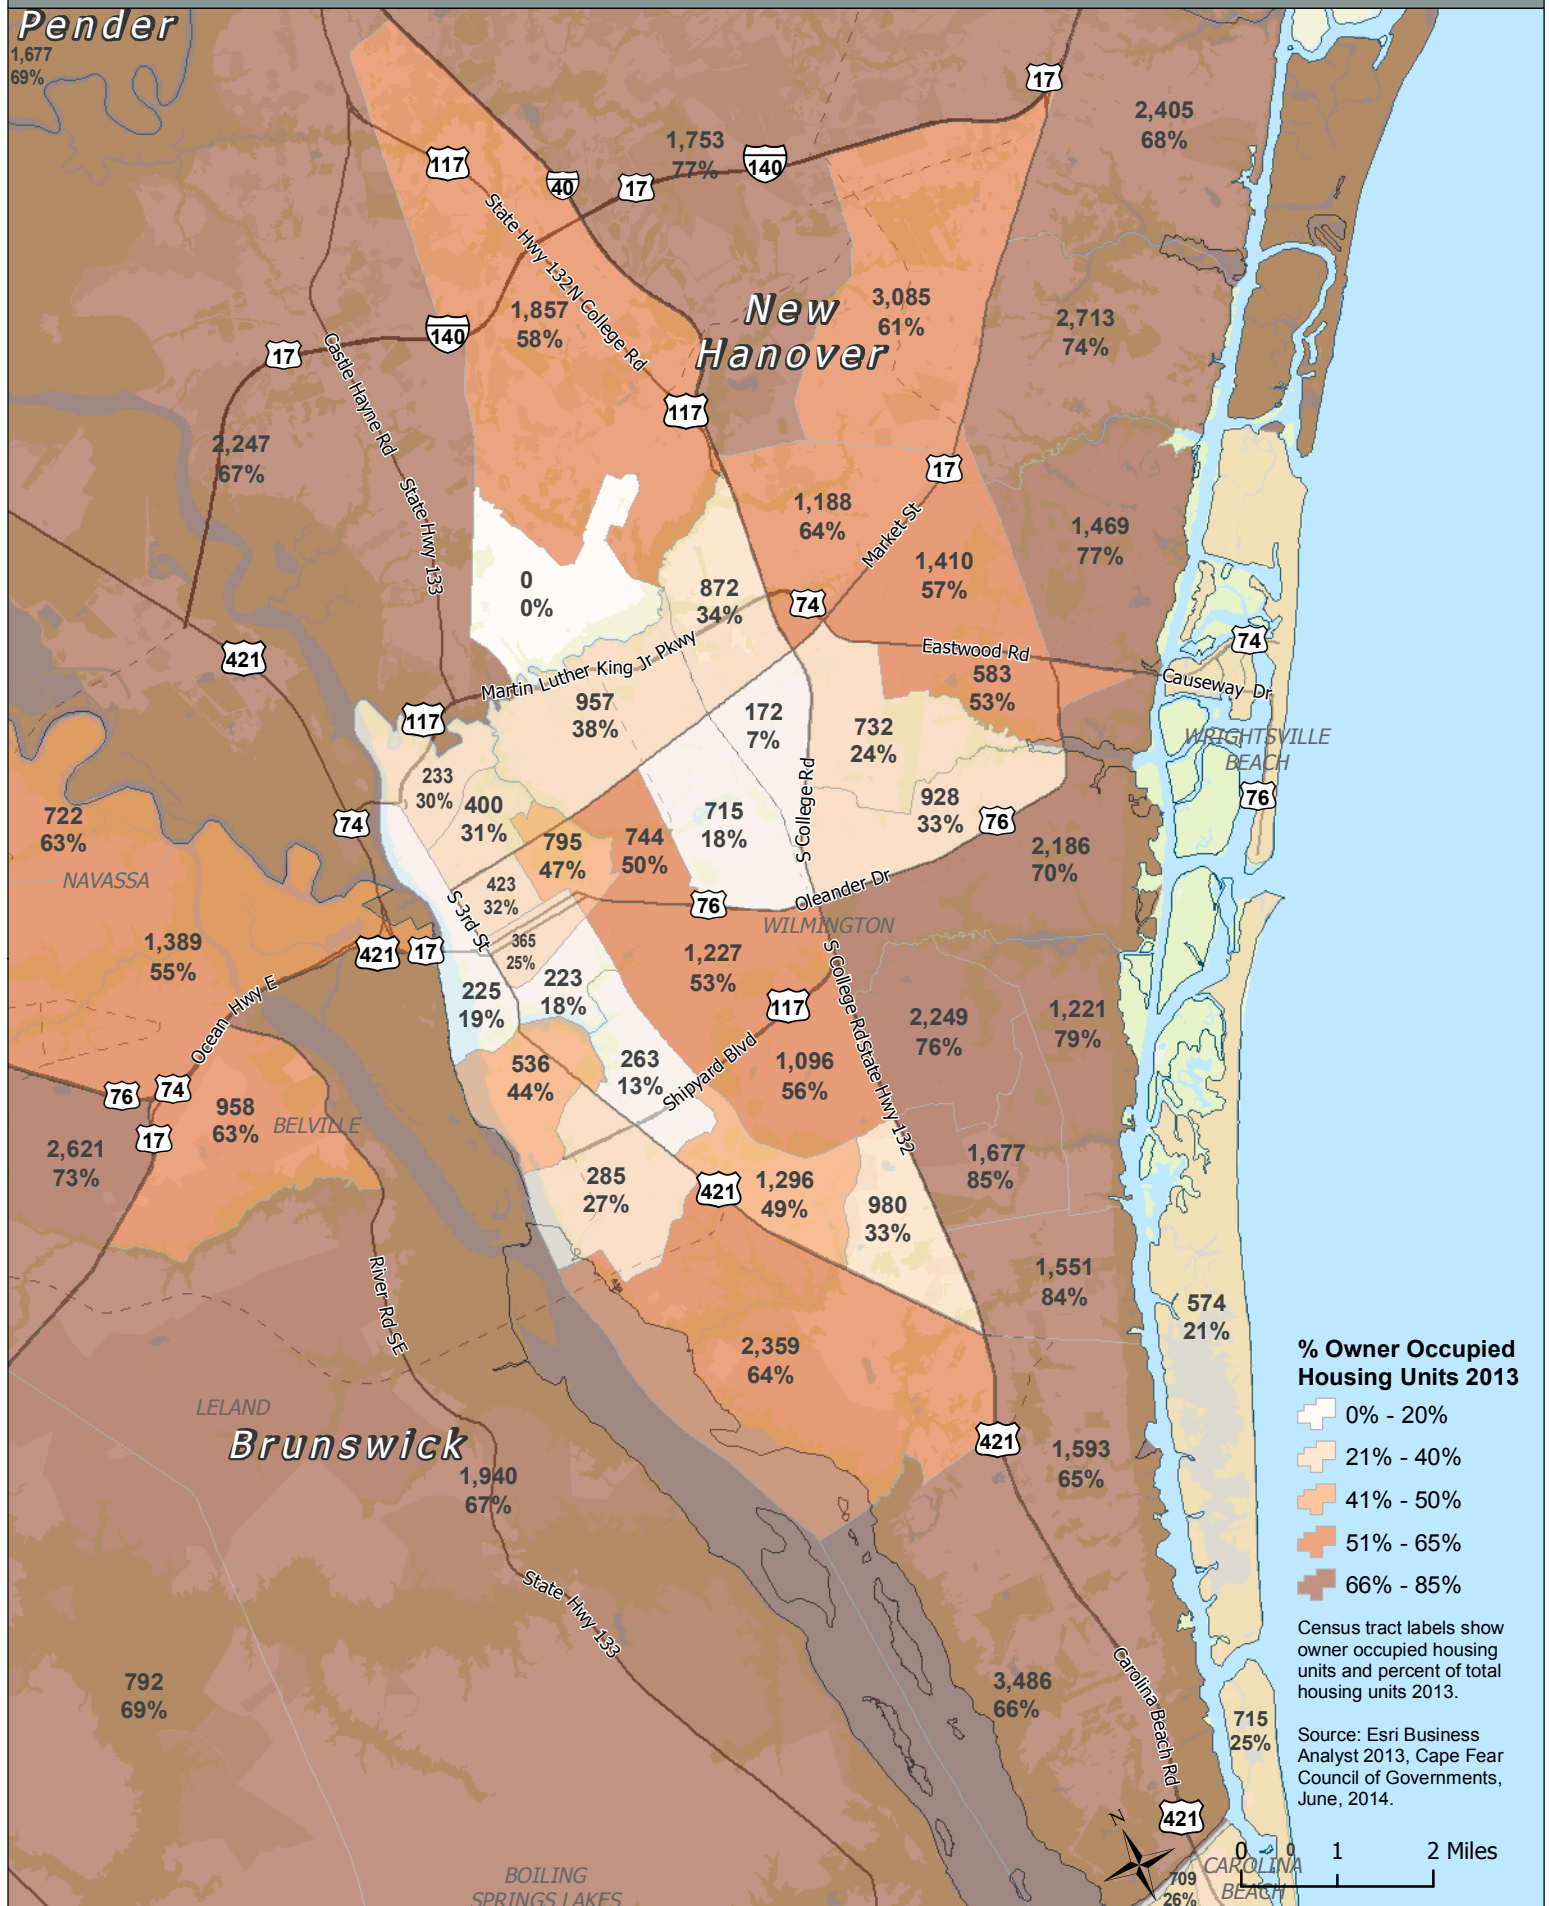 Pender
1,677
69%
17
2,405
68%
1,753
77%
140
117
40
17
State Hwy 132
N College Rd
New
Hanover
3,085
61%
1,857
58%
2,713
74%
140
17
Castle Hayne Rd
117
2,247
67%
State Hwy 133
17
1,188
64%
Market St
1,469
77%
1,410
57%
0
0%
872
34%
74
421
Eastwood Rd
74
Martin Luther King Jr Pkwy
583
53%
Causeway Dr
957
38%
117
172
7%
732
24%
WRIGHTSVILLE
BEACH
233
30%
400
31%
S College Rd
928
33%
76
76
715
18%
722
63%
74
795
47%
744
50%
2,186
70%
NAVASSA
423
32%
Oleander Dr
76
S 3rd St
WILMINGTON
1,389
55%
421
17
365
25%
1,227
53%
S College Rd
State Hwy 132
225
19%
223
18%
117
2,249
76%
1,221
79%
Ocean Hwy E
536
44%
263
13%
Shipyard Blvd
1,096
56%
76
74
958
63%
BELVILLE
17
2,621
73%
1,677
85%
285
27%
421
1,296
49%
980
33%
River Rd SE
1,551
84%
574
21%
2,359
64%
% Owner Occupied
Housing Units 2013
0% - 20%
21% - 40%
41% - 50%
51% - 65%
66% - 85%
LELAND
Brunswick
421
1,593
65%
1,940
67%
State Hwy 133
Census tract labels show
owner occupied housing
units and percent of total
housing units 2013.
792
69%
3,486
66%
Carolina Beach Rd
715
25%
Source: Esri Business
Analyst 2013, Cape Fear
Council of Governments,
June, 2014.
421
N
0
0
1
2 Miles
CAROLINA
BEACH
709
26%
BOILING
SPRINGS LAKES